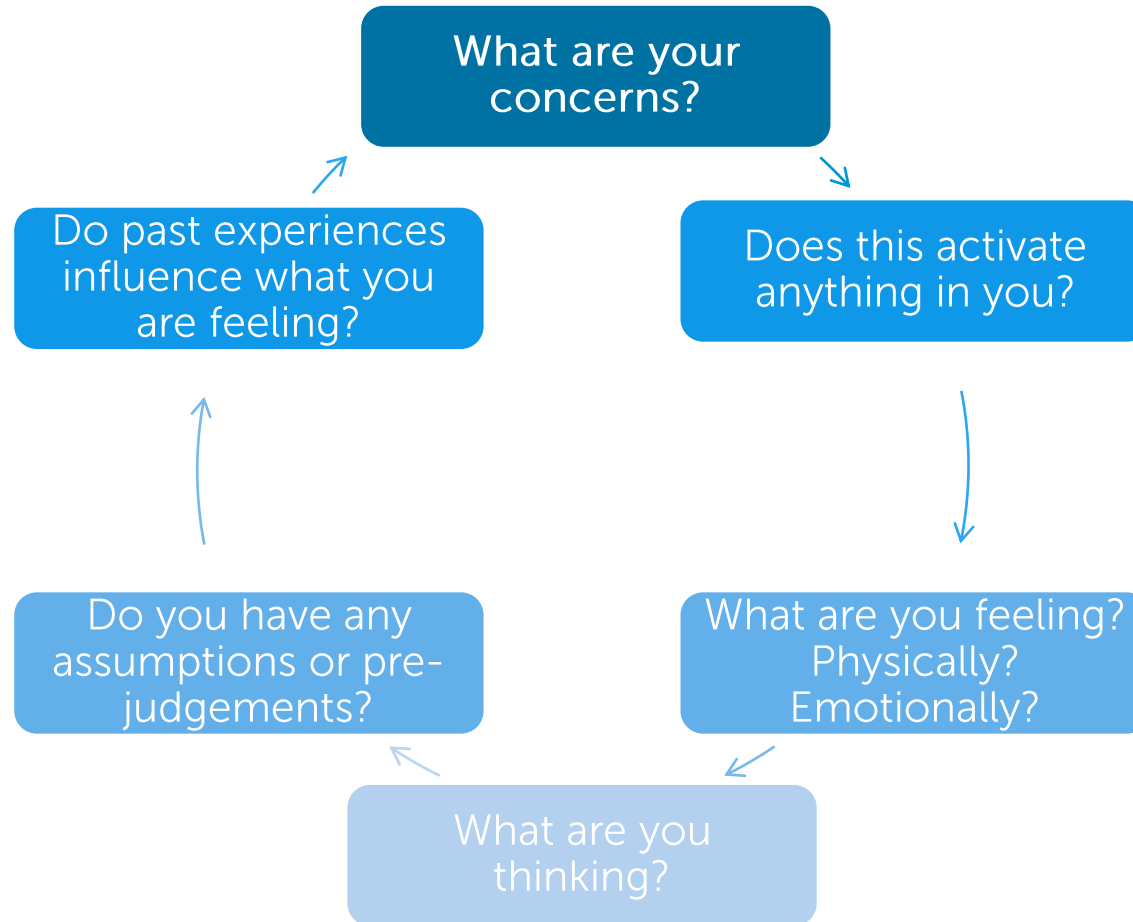 What are your
concerns?
Does this activate
anything in you?
What are you feeling?
Physically?
Emotionally?
What are you
thinking?
Do you have any
assumptions or pre-
judgements?
Do past experiences
influence what you
are feeling?